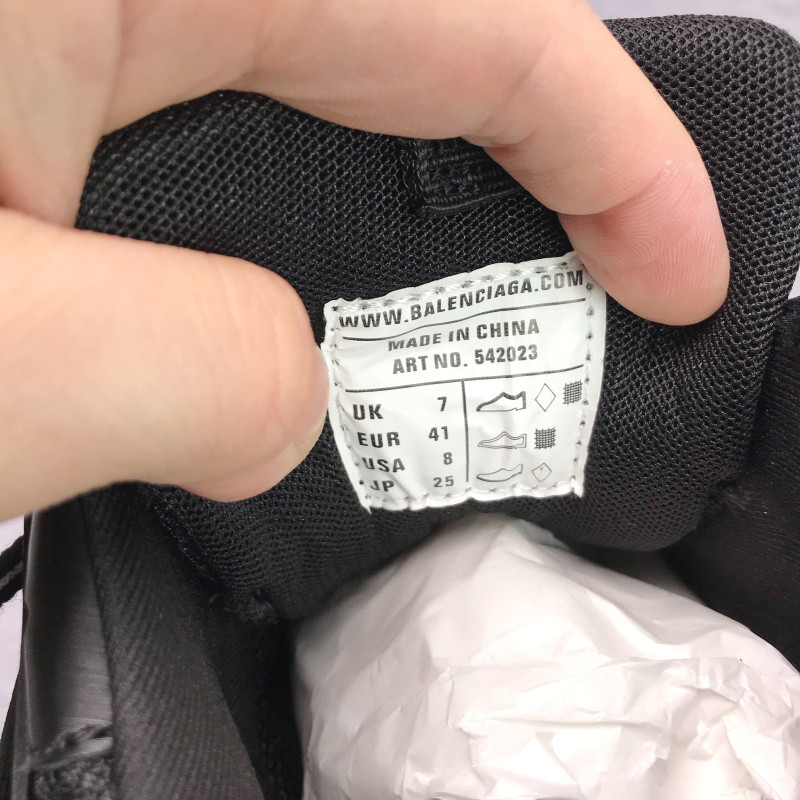 WWW.BALENCIAGA.COM
MADE IN CHINA
ART NO. 542023
UK 7
EUR 41
USA 8
JP 25